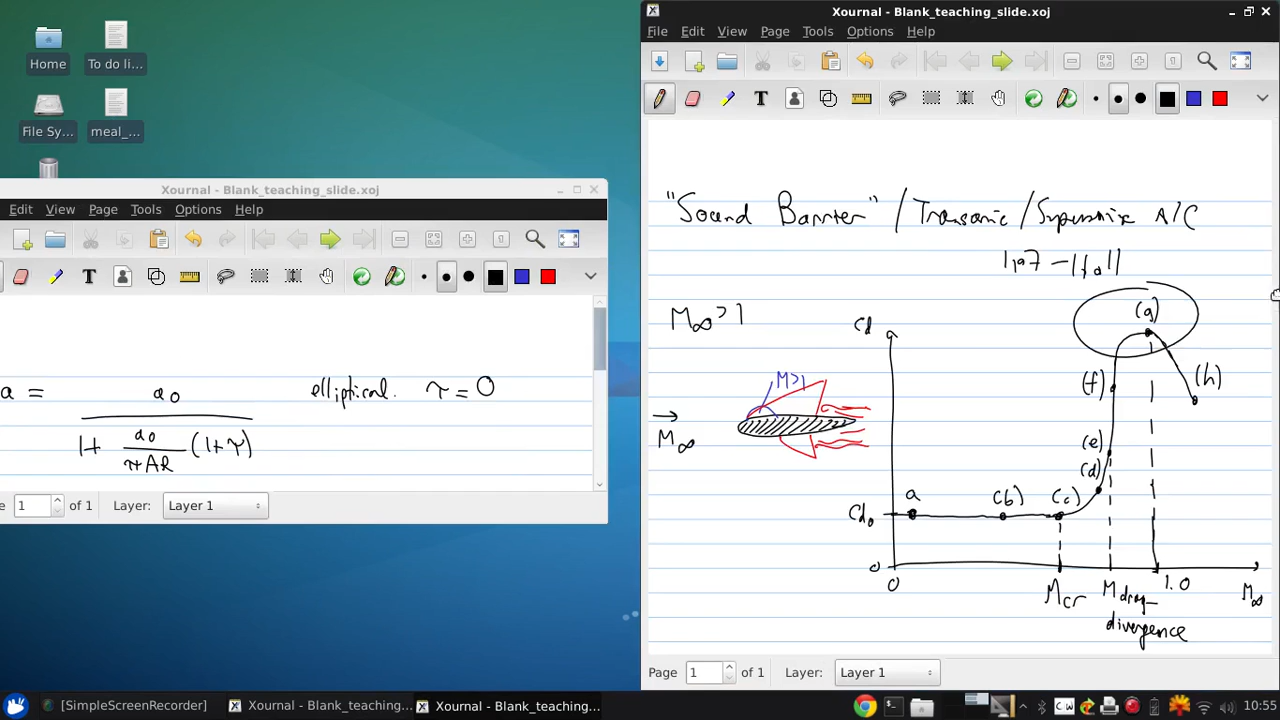 Home
To do li...
File Sy...
meal_...
Xournal - Blank_teaching_slide.xoj
Edit View Page Tools Options Help
a = a0 / (1 + a0/(πAR) (1+τ))
elliptical. τ = 0
e 1 of 1 Layer: Layer 1
Xournal - Blank_teaching_slide.xoj
File Edit View Page Tools Options Help
"Sound Barrier" / Transonic / Supersonic A/C
M∞ > 1
M>1
M∞
cd
(g)
(f)
(h)
(e)
(d)
a
(b)
(c)
cd0
0
0
Mcr
M drag-
divergence
1.0
M∞
Page 1 of 1 Layer: Layer 1
[SimpleScreenRecorder]
Xournal - Blank_teaching...
Xournal - Blank_teaching...
10:55